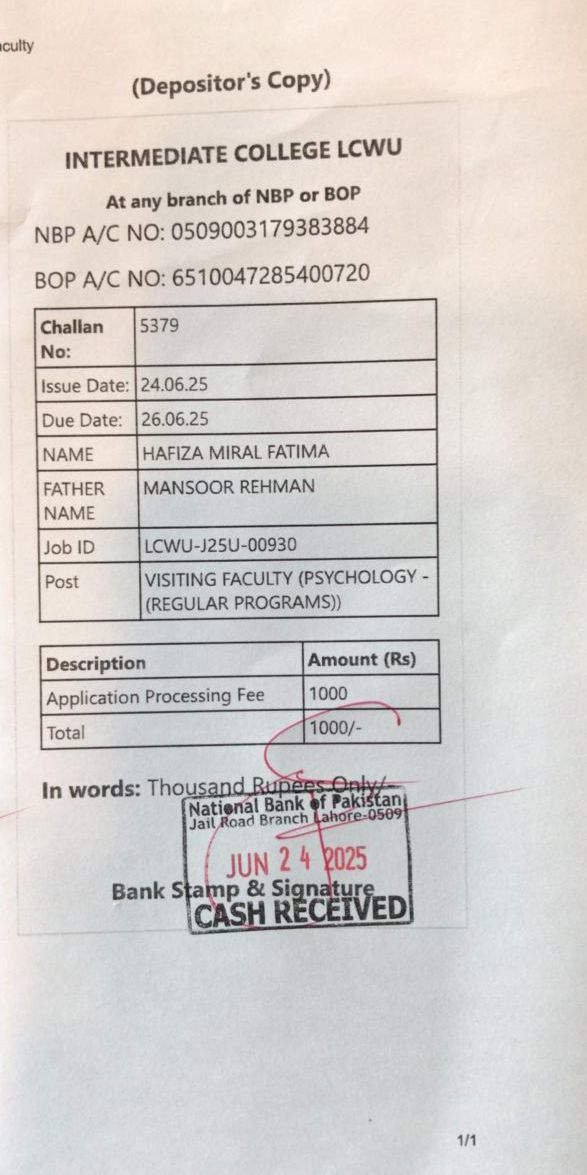 aculty
(Depositor's Copy)
INTERMEDIATE COLLEGE LCWU
At any branch of NBP or BOP
NBP A/C NO: 0509003179383884
BOP A/C NO: 6510047285400720
Challan No: 5379
Issue Date: 24.06.25
Due Date: 26.06.25
NAME HAFIZA MIRAL FATIMA
FATHER NAME MANSOOR REHMAN
Job ID LCWU-J25U-00930
Post VISITING FACULTY (PSYCHOLOGY -
(REGULAR PROGRAMS))
Description Amount (Rs)
Application Processing Fee 1000
Total 1000/-
In words: Thousand Rupees Only/-
National Bank of Pakistan
Jail Road Branch Lahore-0509
JUN 24 2025
Bank Stamp & Signature
CASH RECEIVED
1/1